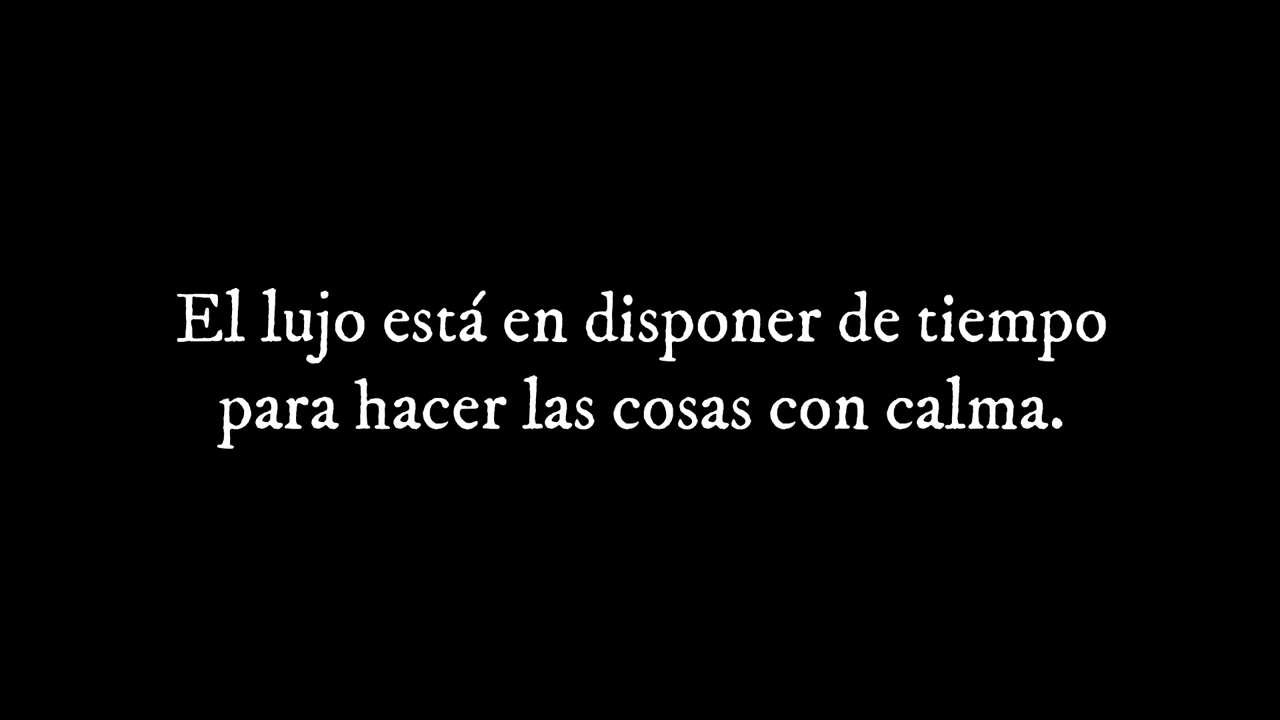 El lujo está en disponer de tiempo
para hacer las cosas con calma.